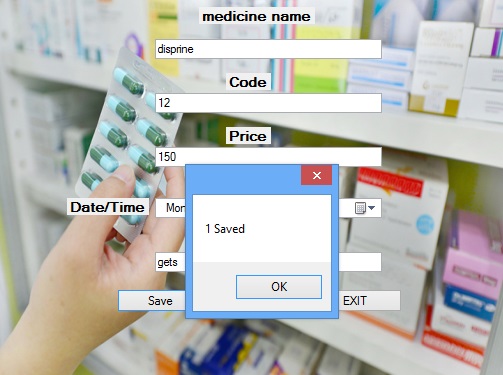 medicine name
disprine
Code
12
Price
150
Date/Time
Mon
1 Saved
gets
OK
Save
EXIT